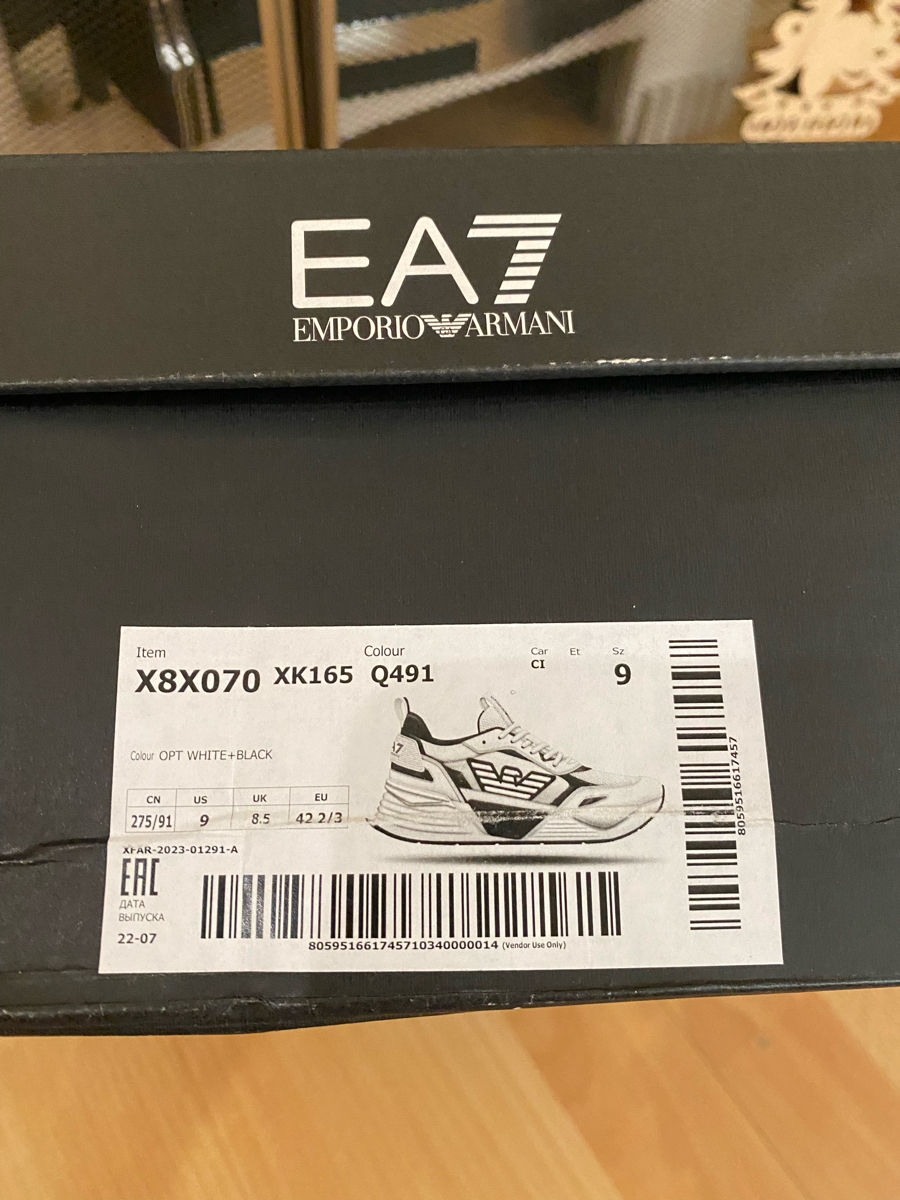 EA7
EMPORIO ARMANI
Item
Colour
Car
Et
Sz
X8X070 XK165 Q491
CI
9
Colour OPT WHITE+BLACK
CN US UK EU
275/91 9 8.5 42 2/3
XFAR-2023-01291-A
EAC
ДАТА
ВЫПУСКА
22-07
805951661745710340000014 (Vendor Use Only)
8059516617457